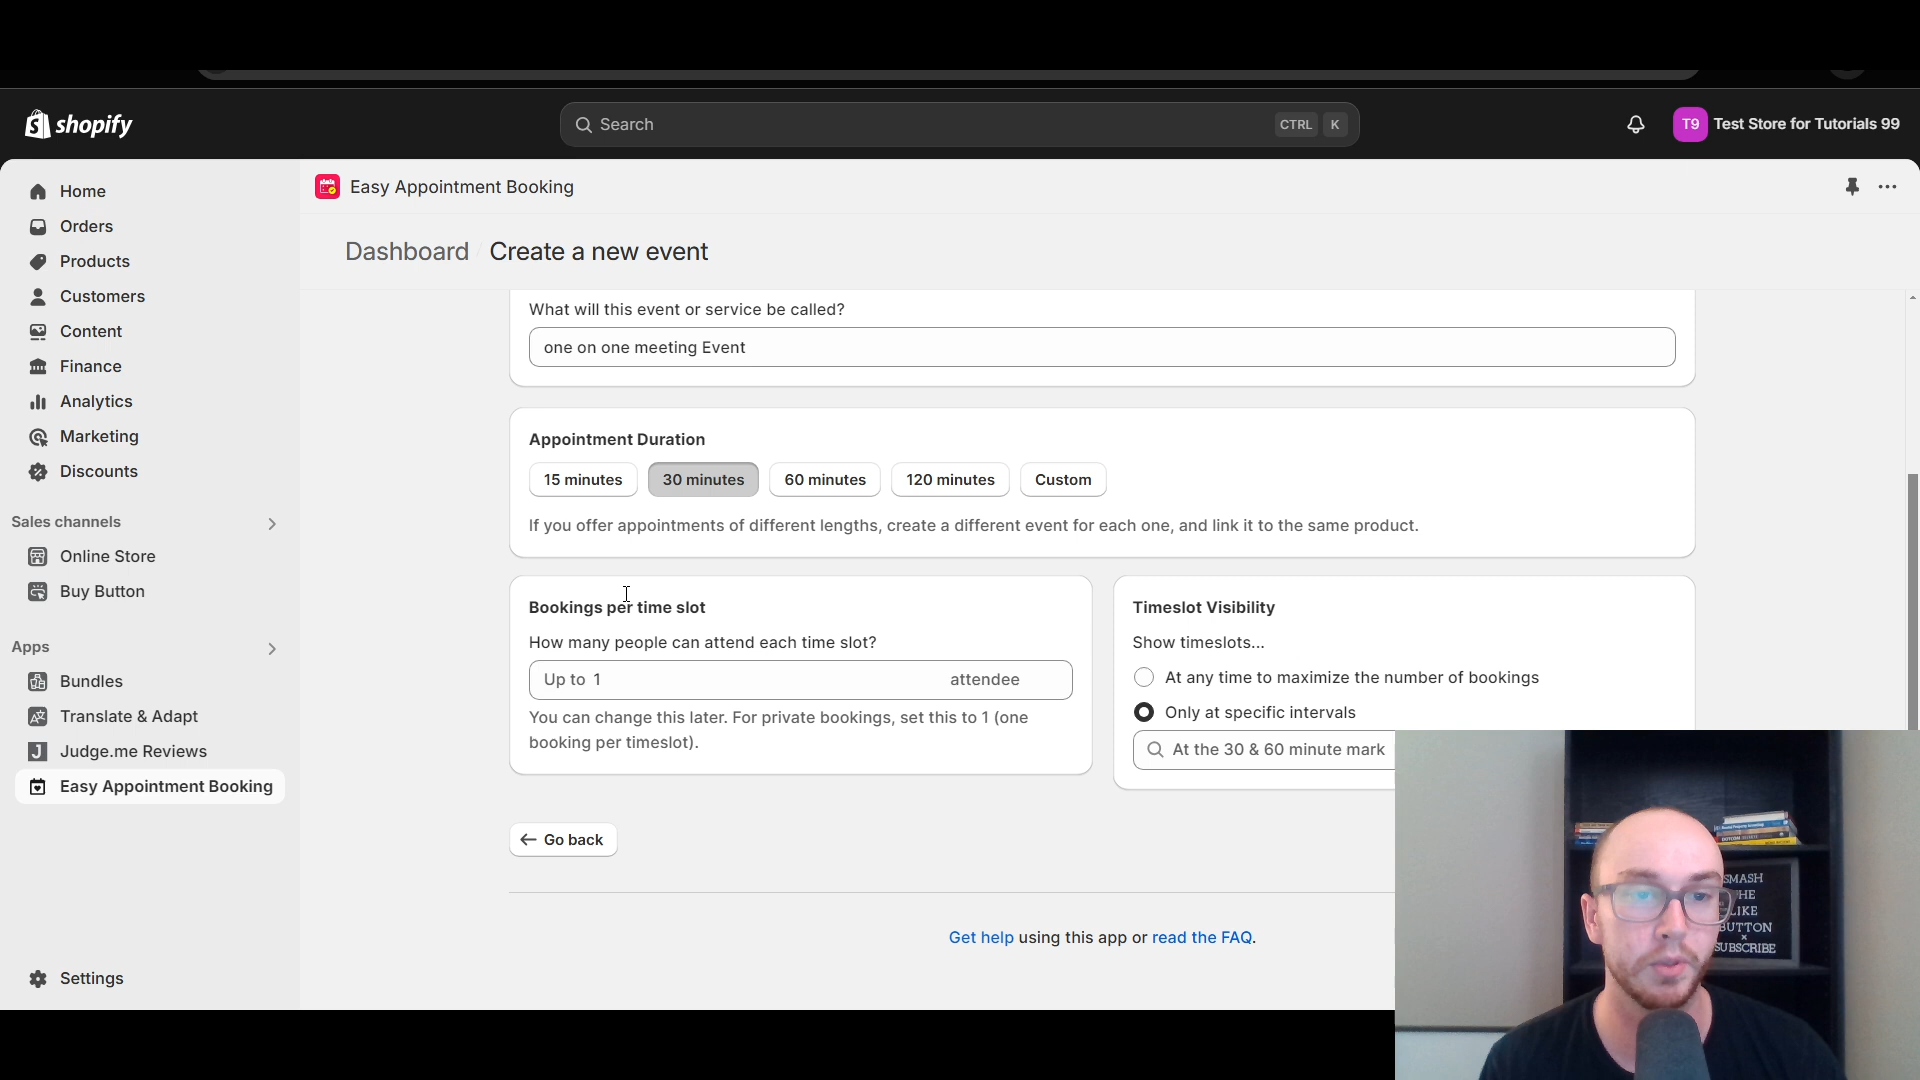 shopify
Search
CTRL K
T9 Test Store for Tutorials 99
Home
Orders
Products
Customers
Content
Finance
Analytics
Marketing
Discounts
Sales channels
Online Store
Buy Button
Apps
Bundles
Translate & Adapt
Judge.me Reviews
Easy Appointment Booking
Settings
Easy Appointment Booking
Dashboard Create a new event
What will this event or service be called?
one on one meeting Event
Appointment Duration
15 minutes 30 minutes 60 minutes 120 minutes Custom
If you offer appointments of different lengths, create a different event for each one, and link it to the same product.
Bookings per time slot
How many people can attend each time slot?
Up to 1 attendee
You can change this later. For private bookings, set this to 1 (one
booking per timeslot).
Timeslot Visibility
Show timeslots...
At any time to maximize the number of bookings
Only at specific intervals
At the 30 & 60 minute mark
Go back
Get help using this app or read the FAQ.
SMASH
HE
LIKE
BUTTON
SUBSCRIBE